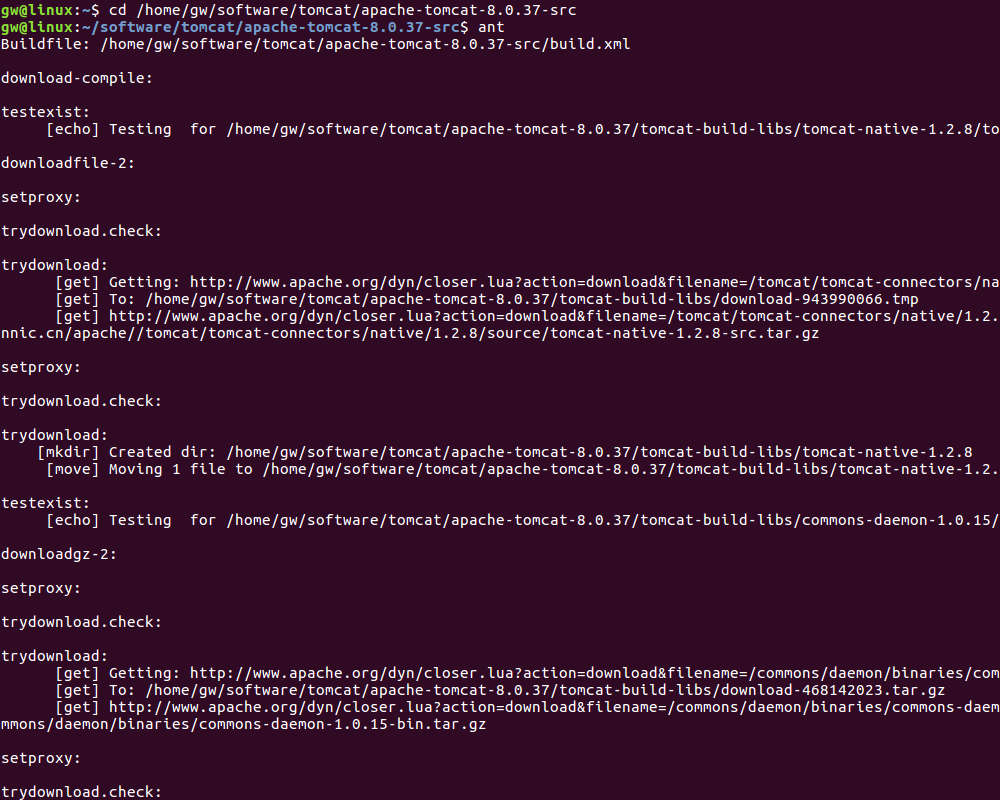 gw@linux:~$ cd /home/gw/software/tomcat/apache-tomcat-8.0.37-src
gw@linux:~/software/tomcat/apache-tomcat-8.0.37-src$ ant
Buildfile: /home/gw/software/tomcat/apache-tomcat-8.0.37-src/build.xml
download-compile:
testexist:
[echo] Testing  for /home/gw/software/tomcat/apache-tomcat-8.0.37/tomcat-build-libs/tomcat-native-1.2.8/to
downloadfile-2:
setproxy:
trydownload.check:
trydownload:
[get] Getting: http://www.apache.org/dyn/closer.lua?action=download&filename=/tomcat/tomcat-connectors/na
[get] To: /home/gw/software/tomcat/apache-tomcat-8.0.37/tomcat-build-libs/download-943990066.tmp
[get] http://www.apache.org/dyn/closer.lua?action=download&filename=/tomcat/tomcat-connectors/native/1.2.
nnic.cn/apache//tomcat/tomcat-connectors/native/1.2.8/source/tomcat-native-1.2.8-src.tar.gz
setproxy:
trydownload.check:
trydownload:
[mkdir] Created dir: /home/gw/software/tomcat/apache-tomcat-8.0.37/tomcat-build-libs/tomcat-native-1.2.8
[move] Moving 1 file to /home/gw/software/tomcat/apache-tomcat-8.0.37/tomcat-build-libs/tomcat-native-1.2.
testexist:
[echo] Testing  for /home/gw/software/tomcat/apache-tomcat-8.0.37/tomcat-build-libs/commons-daemon-1.0.15/
downloadgz-2:
setproxy:
trydownload.check:
trydownload:
[get] Getting: http://www.apache.org/dyn/closer.lua?action=download&filename=/commons/daemon/binaries/com
[get] To: /home/gw/software/tomcat/apache-tomcat-8.0.37/tomcat-build-libs/download-468142023.tar.gz
[get] http://www.apache.org/dyn/closer.lua?action=download&filename=/commons/daemon/binaries/commons-daem
mmons/daemon/binaries/commons-daemon-1.0.15-bin.tar.gz
setproxy:
trydownload.check: